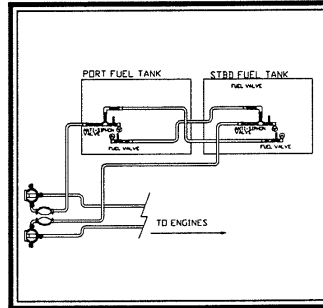 PORT FUEL TANK
STBD FUEL TANK
FUEL VALVE
ANTI-SIPHON
VALVE
ANTI-SIPHON
VALVE
FUEL VALVE
FUEL VALVE
TO ENGINES